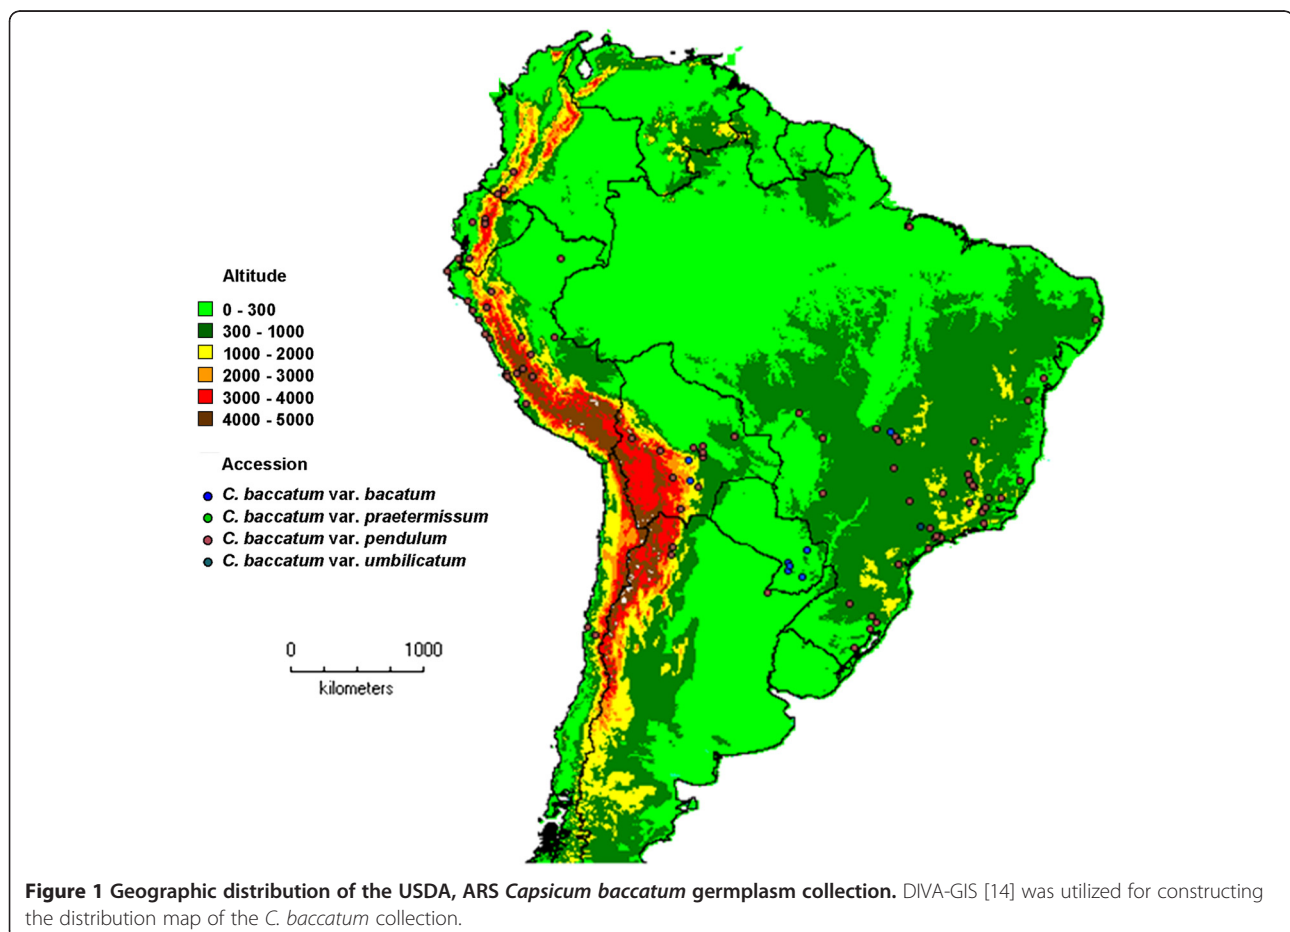 Altitude
0 - 300
300 - 1000
1000 - 2000
2000 - 3000
3000 - 4000
4000 - 5000
Accession
C. baccatum var. bacatum
C. baccatum var. praetermissum
C. baccatum var. pendulum
C. baccatum var. umbilicatum
0 1000
kilometers
Figure 1 Geographic distribution of the USDA, ARS Capsicum baccatum germplasm collection. DIVA-GIS [14] was utilized for constructing
the distribution map of the C. baccatum collection.